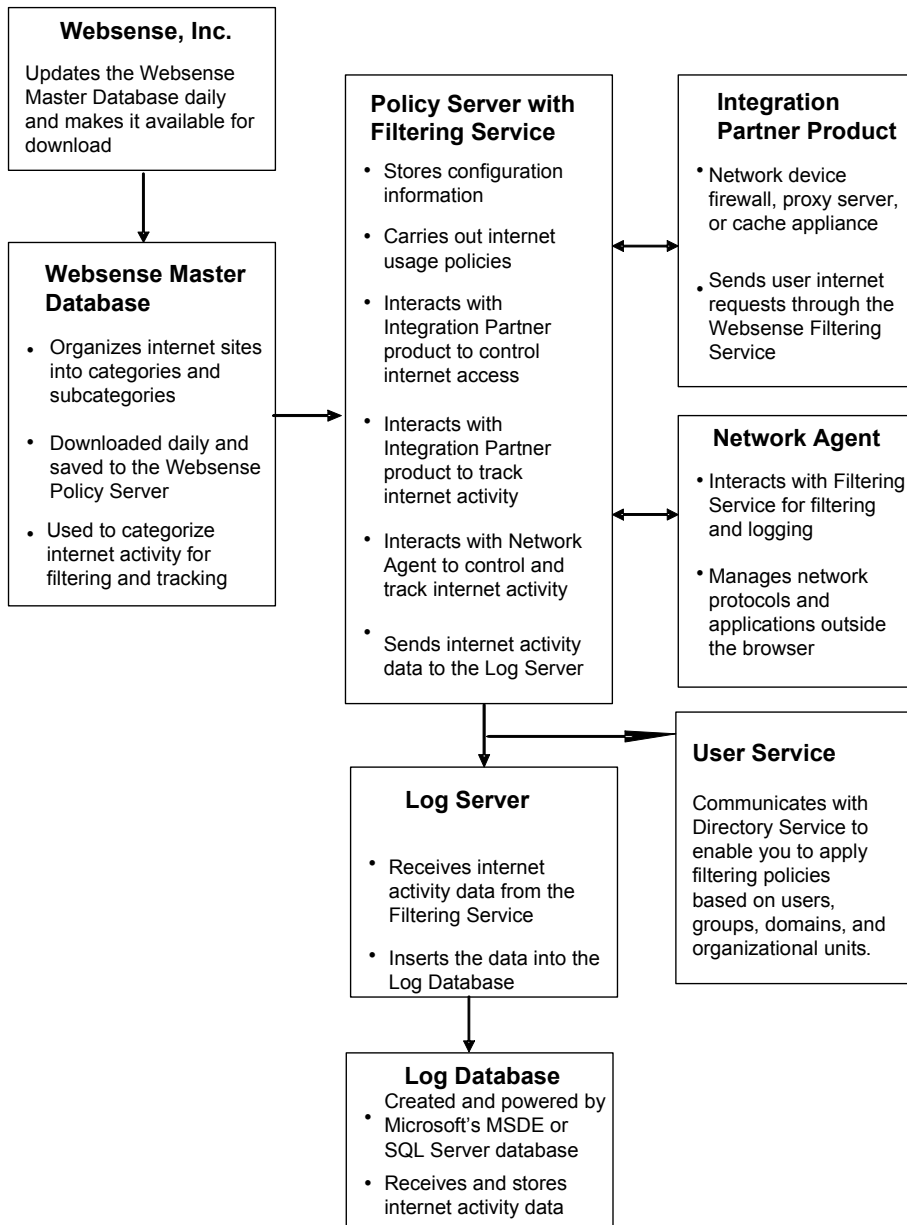 Websense, Inc.
Updates the Websense
Master Database daily
and makes it available for
download
Websense Master
Database
• Organizes internet sites
into categories and
subcategories
• Downloaded daily and
saved to the Websense
Policy Server
• Used to categorize
internet activity for
filtering and tracking
Policy Server with
Filtering Service
• Stores configuration
information
• Carries out internet
usage policies
• Interacts with
Integration Partner
product to control
internet access
• Interacts with
Integration Partner
product to track
internet activity
• Interacts with Network
Agent to control and
track internet activity
• Sends internet activity
data to the Log Server
Integration
Partner Product
• Network device
firewall, proxy server,
or cache appliance
• Sends user internet
requests through the
Websense Filtering
Service
Network Agent
• Interacts with Filtering
Service for filtering
and logging
• Manages network
protocols and
applications outside
the browser
User Service
Communicates with
Directory Service to
enable you to apply
filtering policies
based on users,
groups, domains, and
organizational units.
Log Server
• Receives internet
activity data from the
Filtering Service
• Inserts the data into the
Log Database
Log Database
• Created and powered by
Microsoft's MSDE or
SQL Server database
• Receives and stores
internet activity data